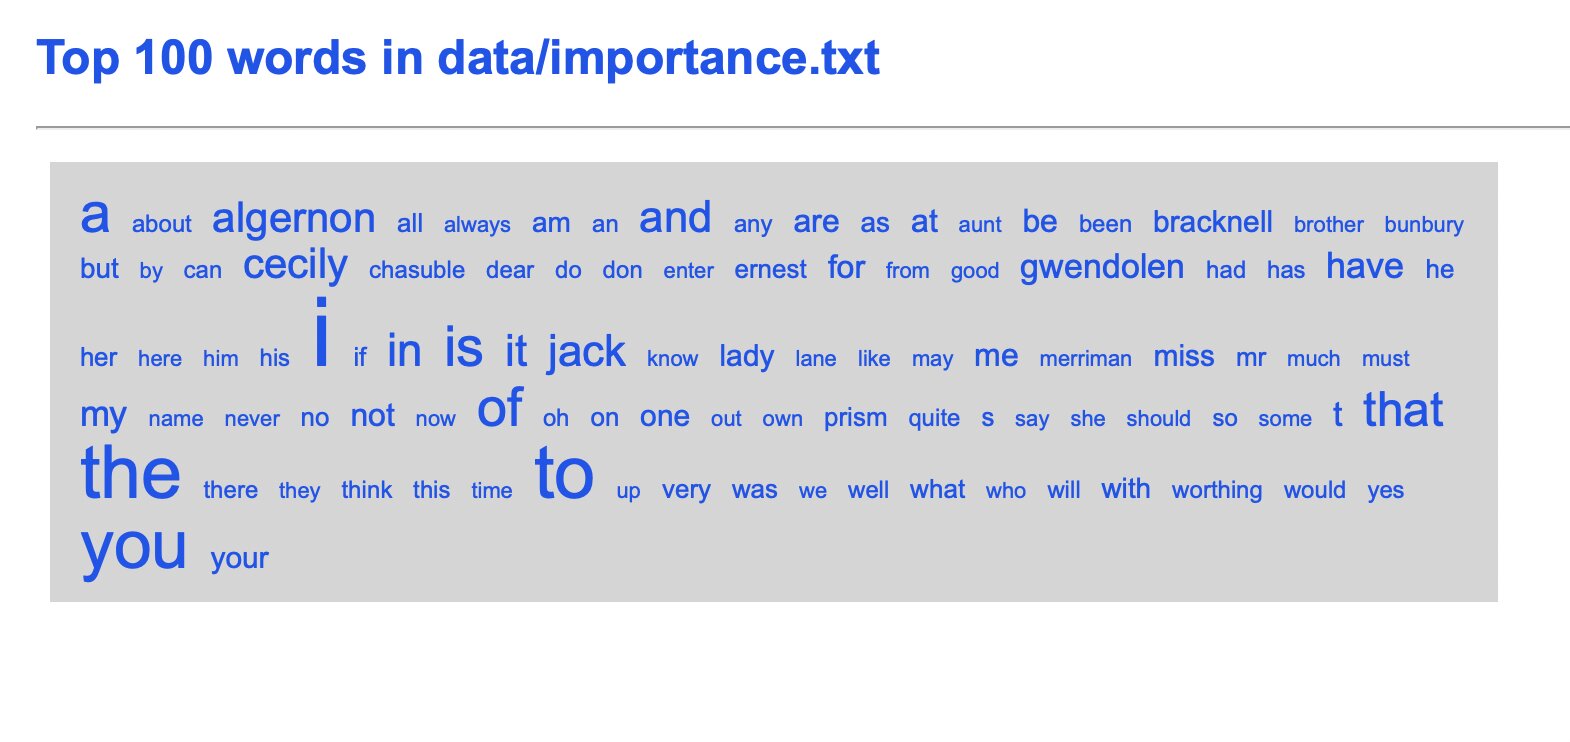 Top 100 words in data/importance.txt
a about algernon all always am an and any are as at aunt be been bracknell brother bunbury
but by can cecily chasuble dear do don enter ernest for from good gwendolen had has have he
her here him his i if in is it jack know lady lane like may me merriman miss mr much must
my name never no not now of oh on one out own prism quite s say she should so some t that
the there they think this time to up very was we well what who will with worthing would yes
you your